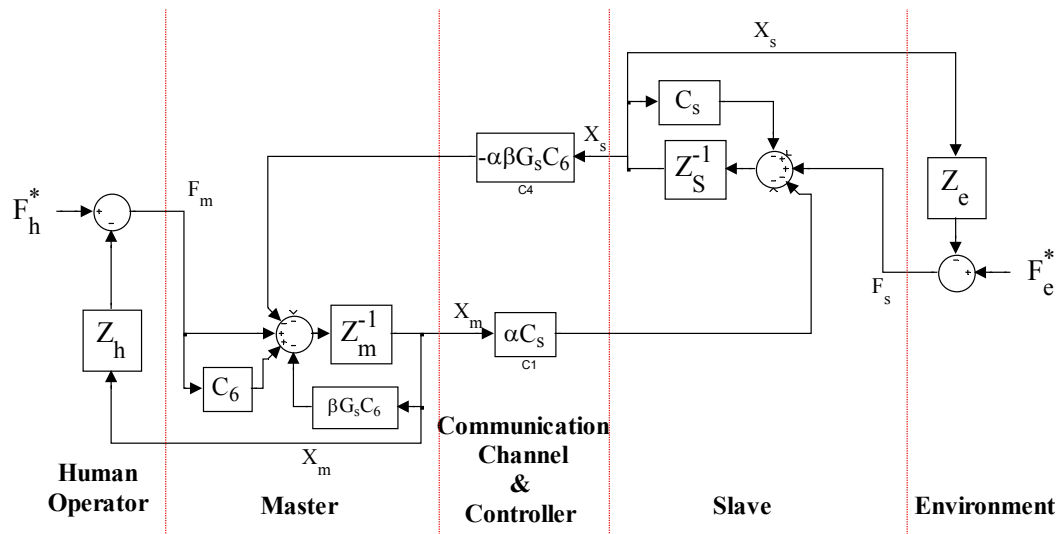 X_s
C_s
X_s
-αβG_sC_6
C4
Z_S^{-1}
Z_e
F_m
F_h^*
F_e^*
F_s
Z_h
Z_m^{-1}
X_m
αC_s
C1
C_6
βG_sC_6
X_m
Human
Operator
Master
Communication
Channel
&
Controller
Slave
Environment